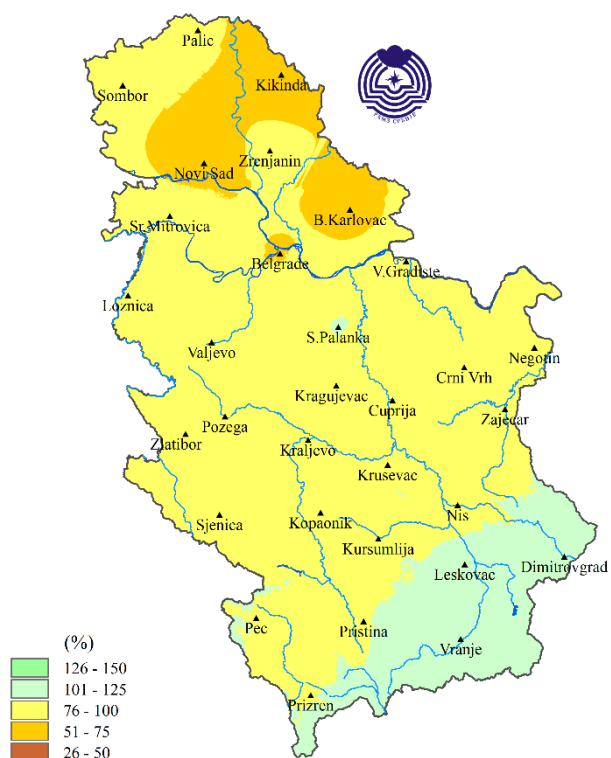 Palic
Kikinda
Sombor
Zrenjanin
Novi Sad
B.Karlovac
Sr.Mitrovica
Belgrade
V.Gradiste
Loznica
S.Palanka
Valjevo
Negotin
Crni Vrh
Kragujevac
Cuprija
Zajecar
Pozega
Zlatibor
Kraljevo
Krusevac
Nis
Sjenica
Kopaonik
Kursumlija
Dimitrovgrad
Leskovac
Pec
Pristina
Vranje
Prizren
(%)
126 - 150
101 - 125
76 - 100
51 - 75
26 - 50